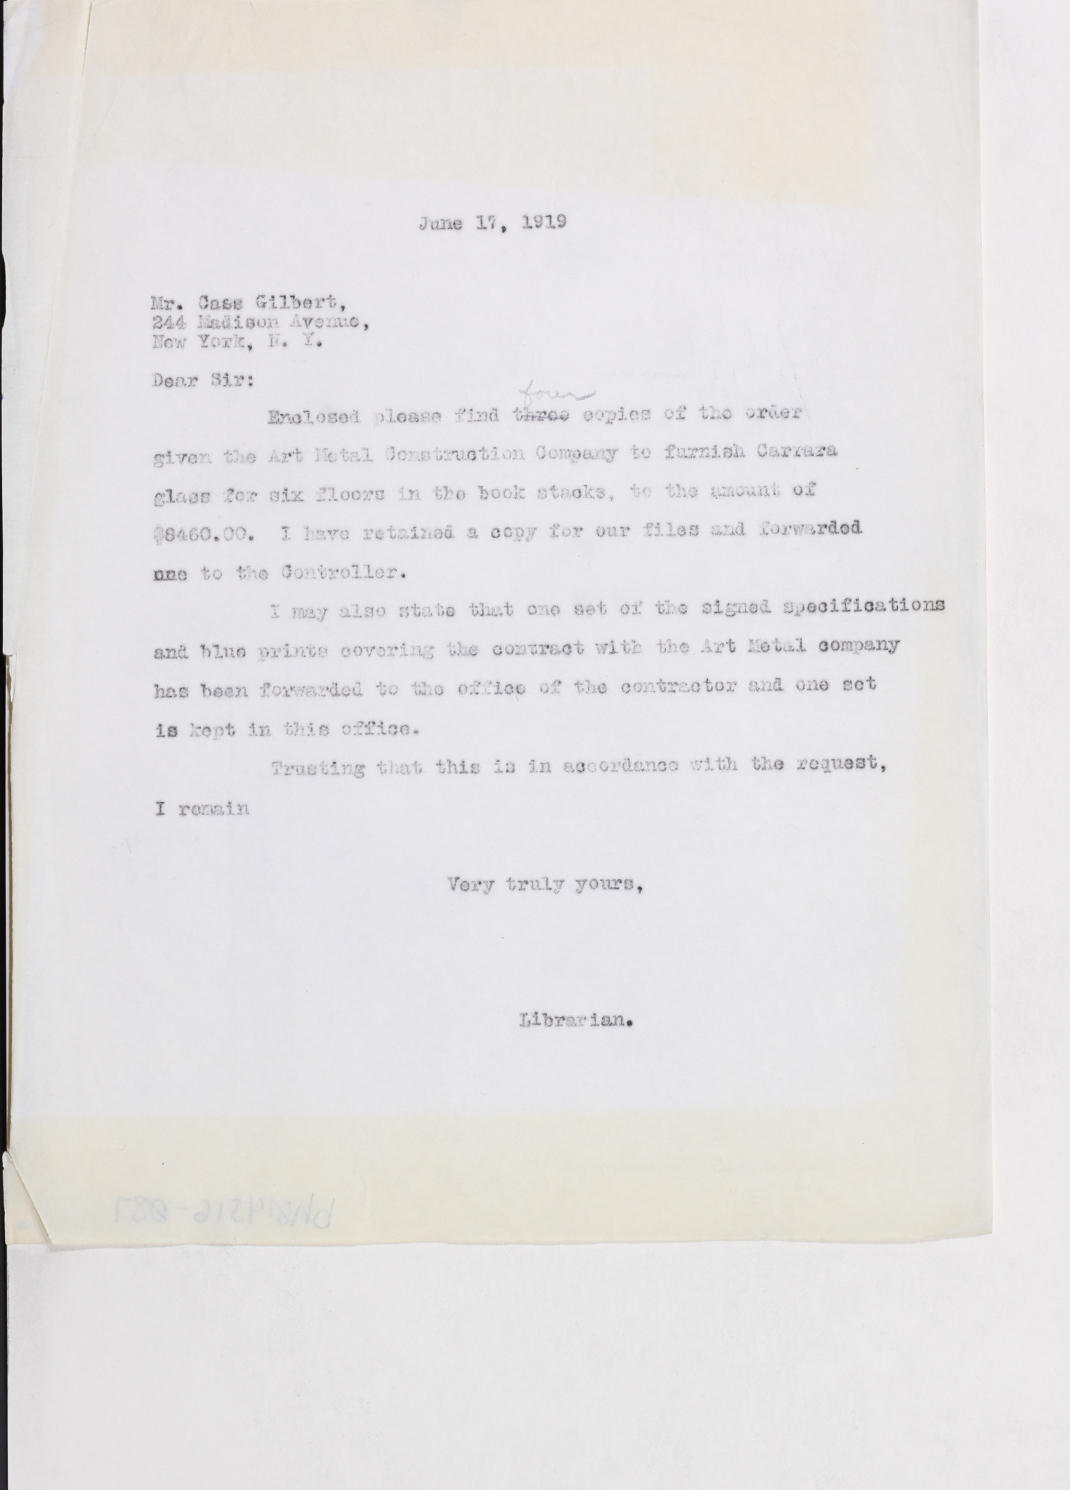 June 17, 1919
Mr. Cass Gilbert,
244 Madison Avenue,
New York, N. Y.
Dear Sir:
four
Enclosed please find three copies of the order
given the Art Metal Construction Company to furnish Carrara
glass for six floors in the book stacks, to the amount of
$8460.00. I have retained a copy for our files and forwarded
one to the Controller.
I may also state that one set of the signed specifications
and blue prints covering the contract with the Art Metal company
has been forwarded to the office of the contractor and one set
is kept in this office.
Trusting that this is in accordance with the request,
I remain
Very truly yours,
Librarian.